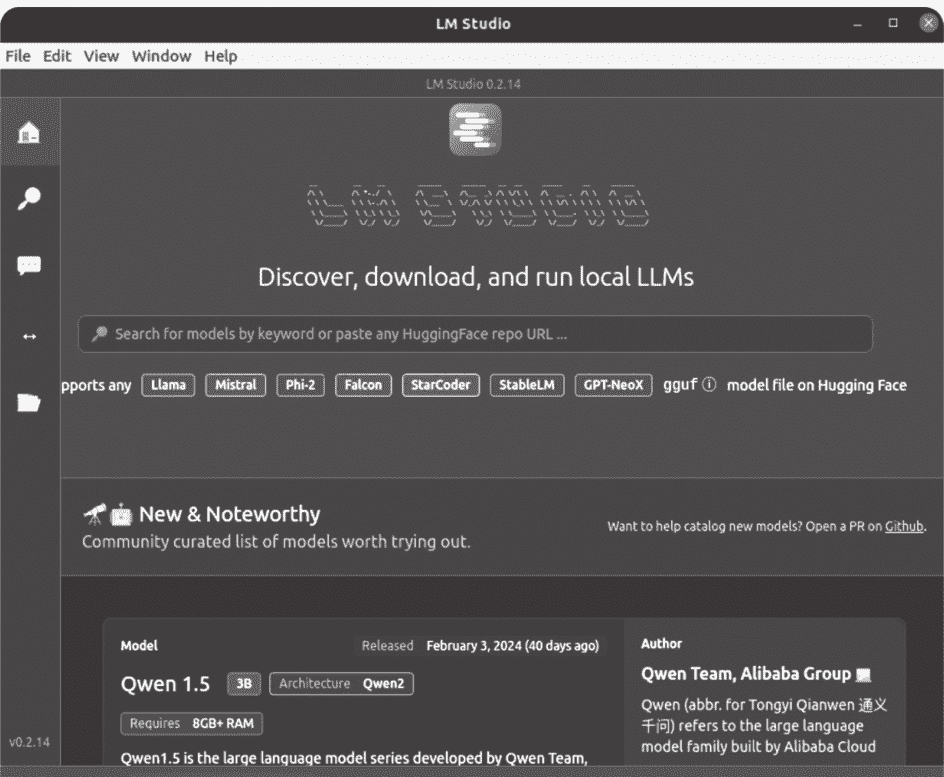 LM Studio
File Edit View Window Help
LM Studio 0.2.14
LM STUDIO
Discover, download, and run local LLMs
Search for models by keyword or paste any HuggingFace repo URL ...
pports any Llama Mistral Phi-2 Falcon StarCoder StableLM GPT-NeoX gguf model file on Hugging Face
New & Noteworthy
Community curated list of models worth trying out.
Want to help catalog new models? Open a PR on Github.
Model Released February 3, 2024 (40 days ago)
Qwen 1.5 3B Architecture Qwen2
Requires 8GB+ RAM
Qwen1.5 is the large language model series developed by Qwen Team,
Author
Qwen Team, Alibaba Group
Qwen (abbr. for Tongyi Qianwen 通义
千问) refers to the large language
model family built by Alibaba Cloud
v0.2.14